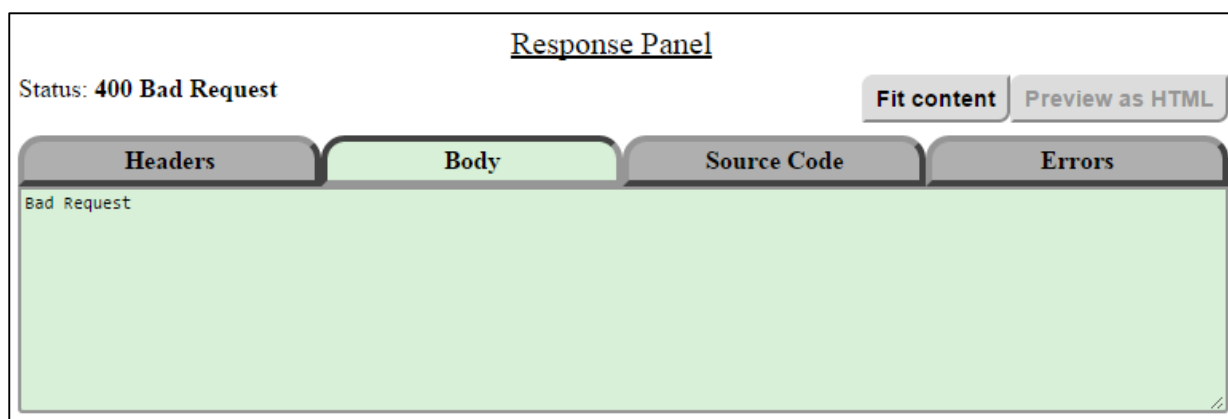 Response Panel
Status: 400 Bad Request
Fit content Preview as HTML
Headers Body Source Code Errors
Bad Request